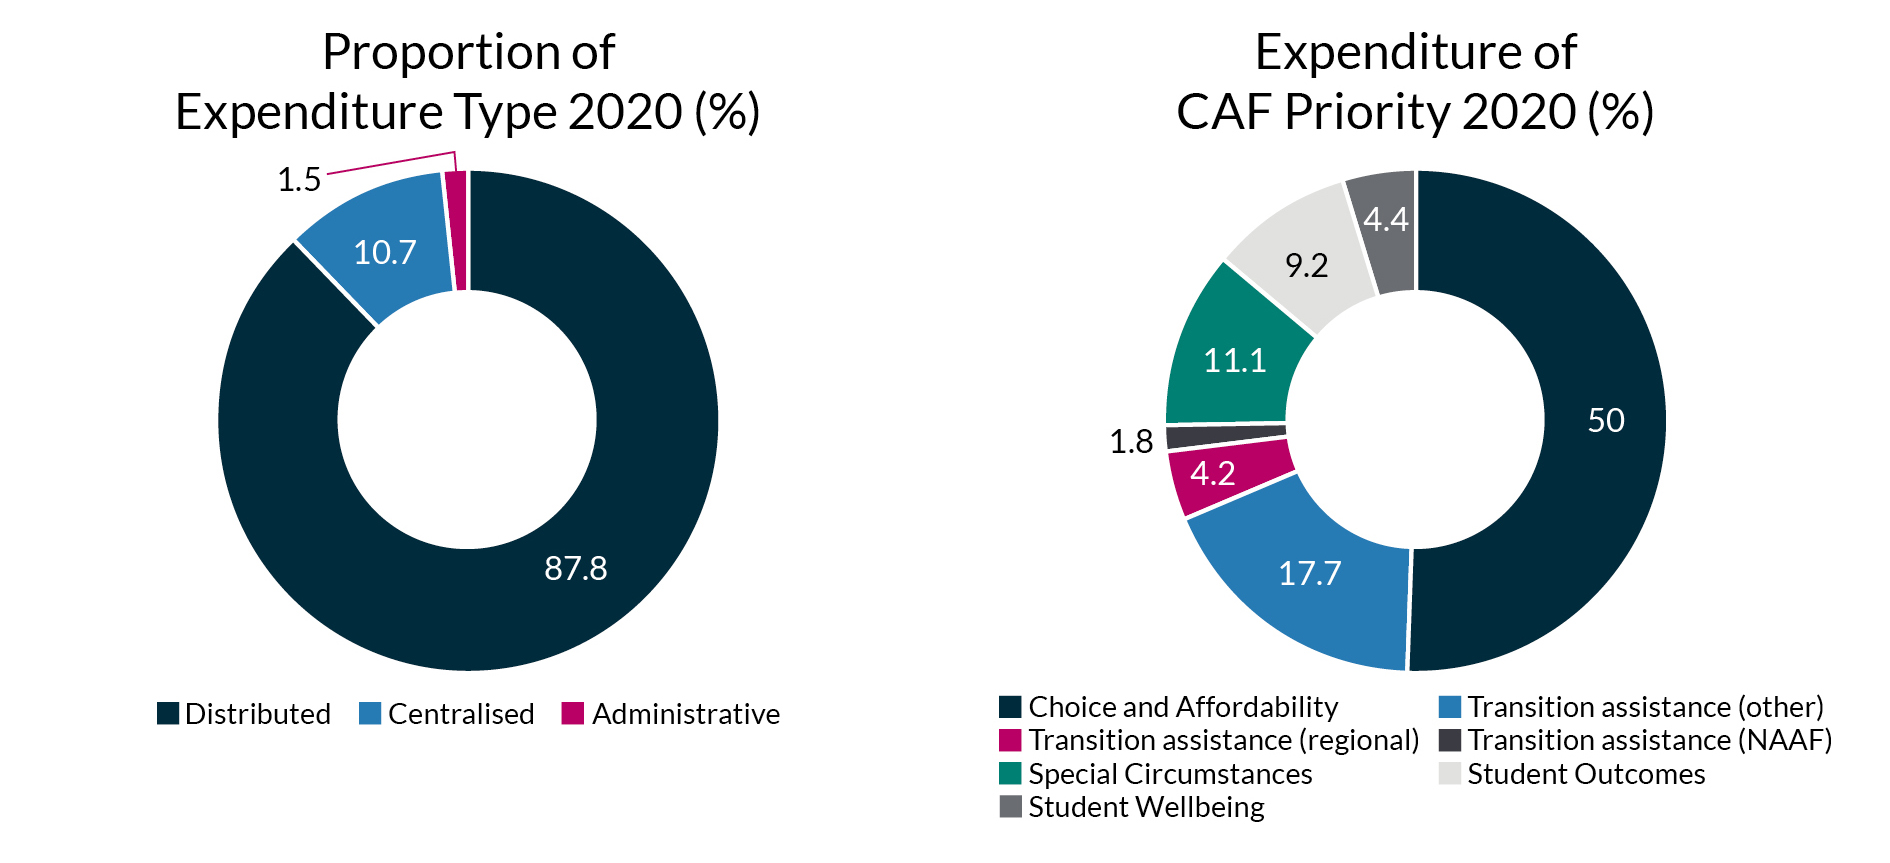 Proportion of
Expenditure Type 2020 (%)
1.5
10.7
87.8
Distributed
Centralised
Administrative
Expenditure of
CAF Priority 2020 (%)
4.4
9.2
11.1
50
1.8
4.2
17.7
Choice and Affordability
Transition assistance (other)
Transition assistance (regional)
Transition assistance (NAAF)
Special Circumstances
Student Outcomes
Student Wellbeing